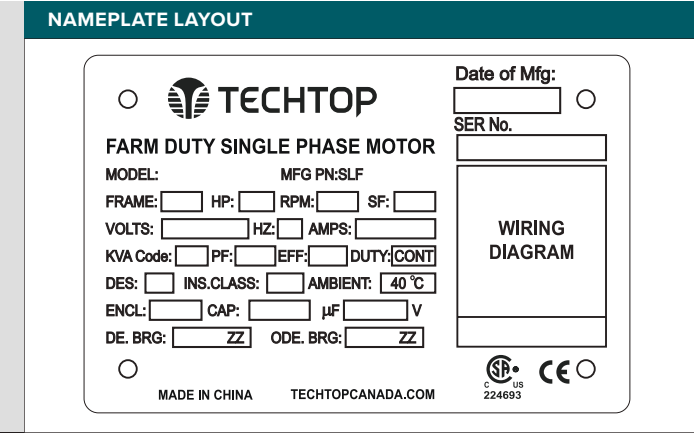 NAMEPLATE LAYOUT
TECHTOP
Date of Mfg:
SER No.
FARM DUTY SINGLE PHASE MOTOR
MODEL: MFG PN:SLF
FRAME: HP: RPM: SF:
VOLTS: HZ: AMPS:
KVA Code: PF: EFF: DUTY: CONT
DES: INS.CLASS: AMBIENT: 40 °C
ENCL: CAP: µF V
DE. BRG: ZZ ODE. BRG: ZZ
WIRING
DIAGRAM
MADE IN CHINA TECHTOPCANADA.COM
C SA US
224693
CE